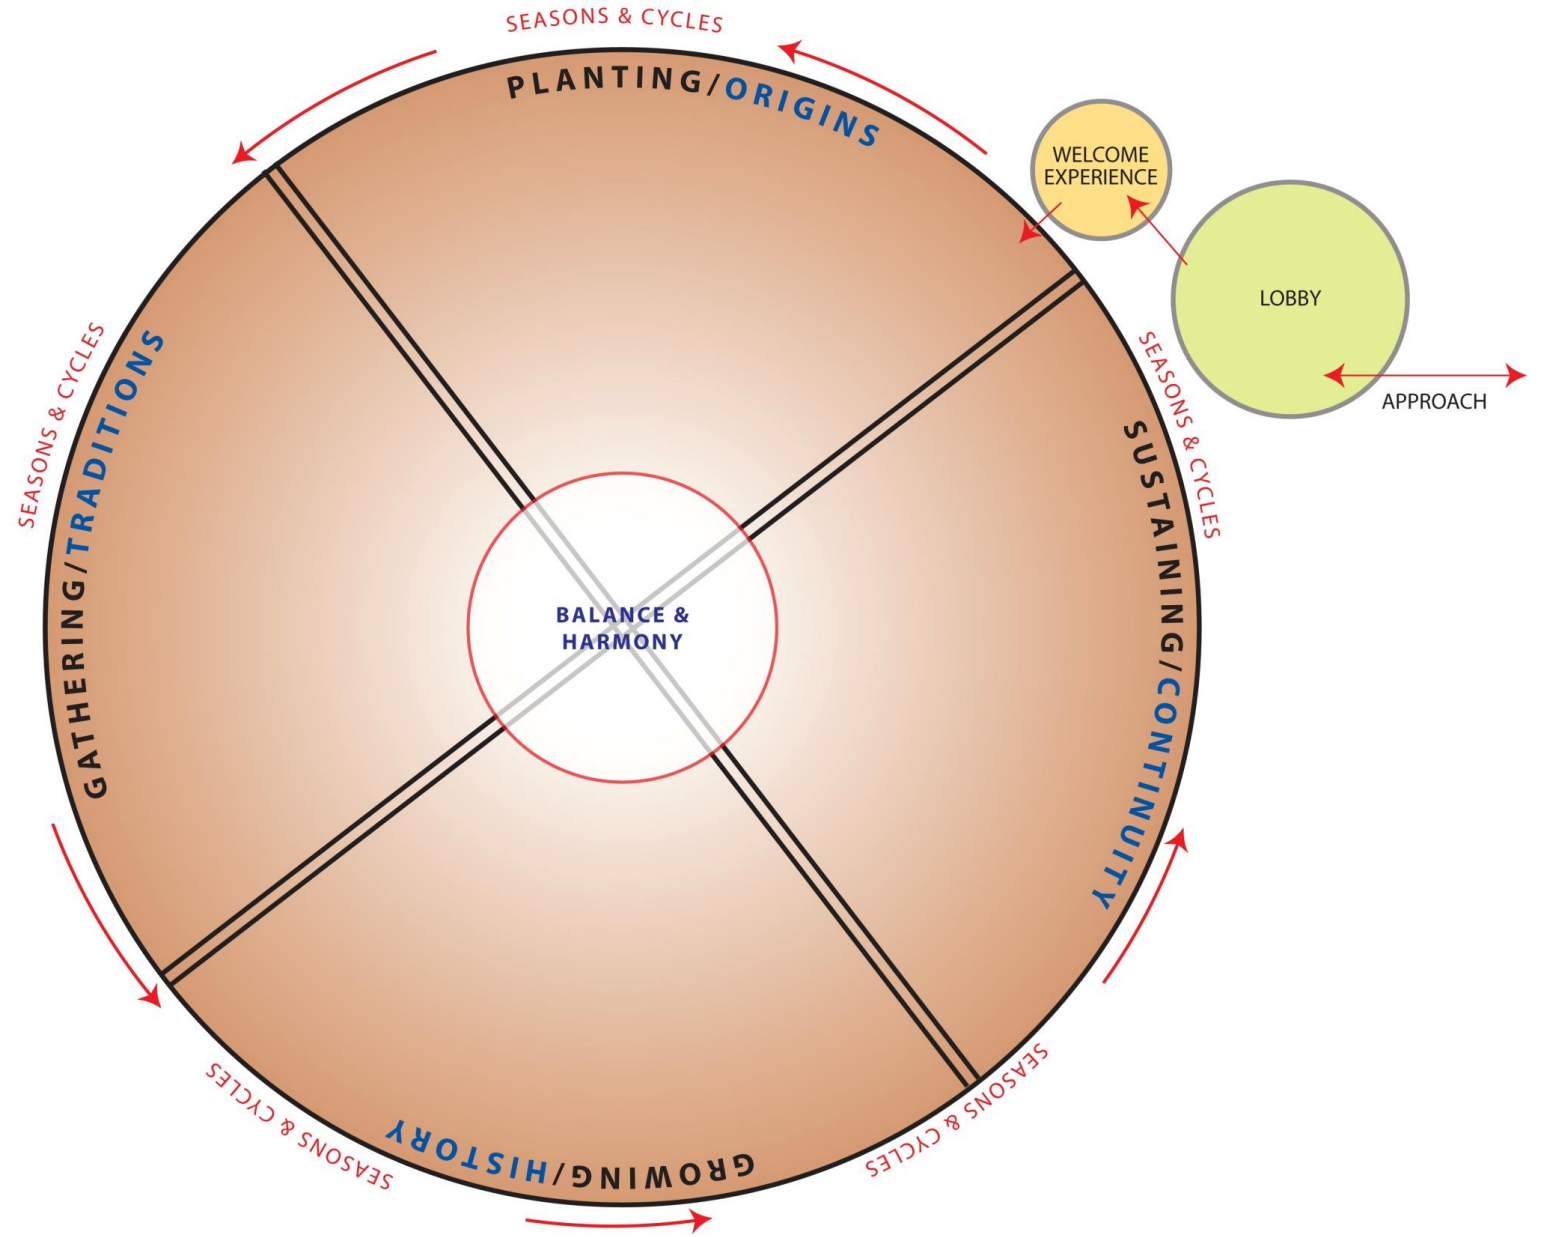 SEASONS & CYCLES
PLANTING/ORIGINS
WELCOME
EXPERIENCE
LOBBY
APPROACH
SEASONS & CYCLES
GATHERING/TRADITIONS
BALANCE &
HARMONY
SEASONS & CYCLES
SUSTAINING/CONTINUITY
SEASONS & CYCLES
GROWING/HISTORY
SEASONS & CYCLES